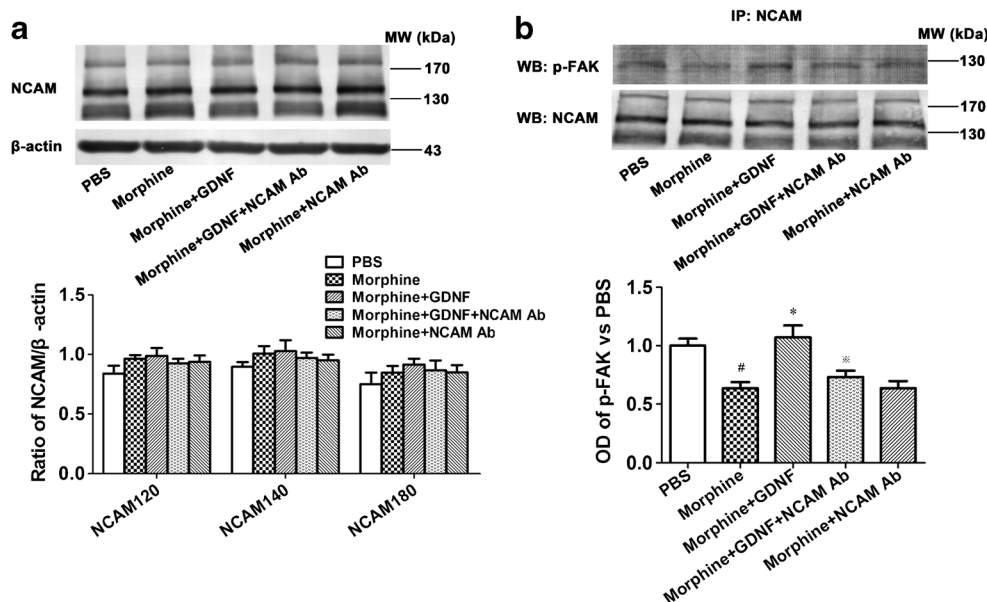 a
MW (kDa)
NCAM
170
130
β-actin
43
PBS
Morphine
Morphine+GDNF
Morphine+GDNF+NCAM Ab
Morphine+NCAM Ab
PBS
Morphine
Morphine+GDNF
Morphine+GDNF+NCAM Ab
Morphine+NCAM Ab
Ratio of NCAM/β -actin
1.5
1.0
0.5
0.0
NCAM120
NCAM140
NCAM180
b
IP: NCAM
MW (kDa)
WB: p-FAK
130
WB: NCAM
170
130
PBS
Morphine
Morphine+GDNF
Morphine+GDNF+NCAM Ab
Morphine+NCAM Ab
OD of p-FAK vs PBS
1.5
1.0
0.5
0.0
#
*
※
PBS
Morphine
Morphine+GDNF
Morphine+GDNF+NCAM Ab
Morphine+NCAM Ab